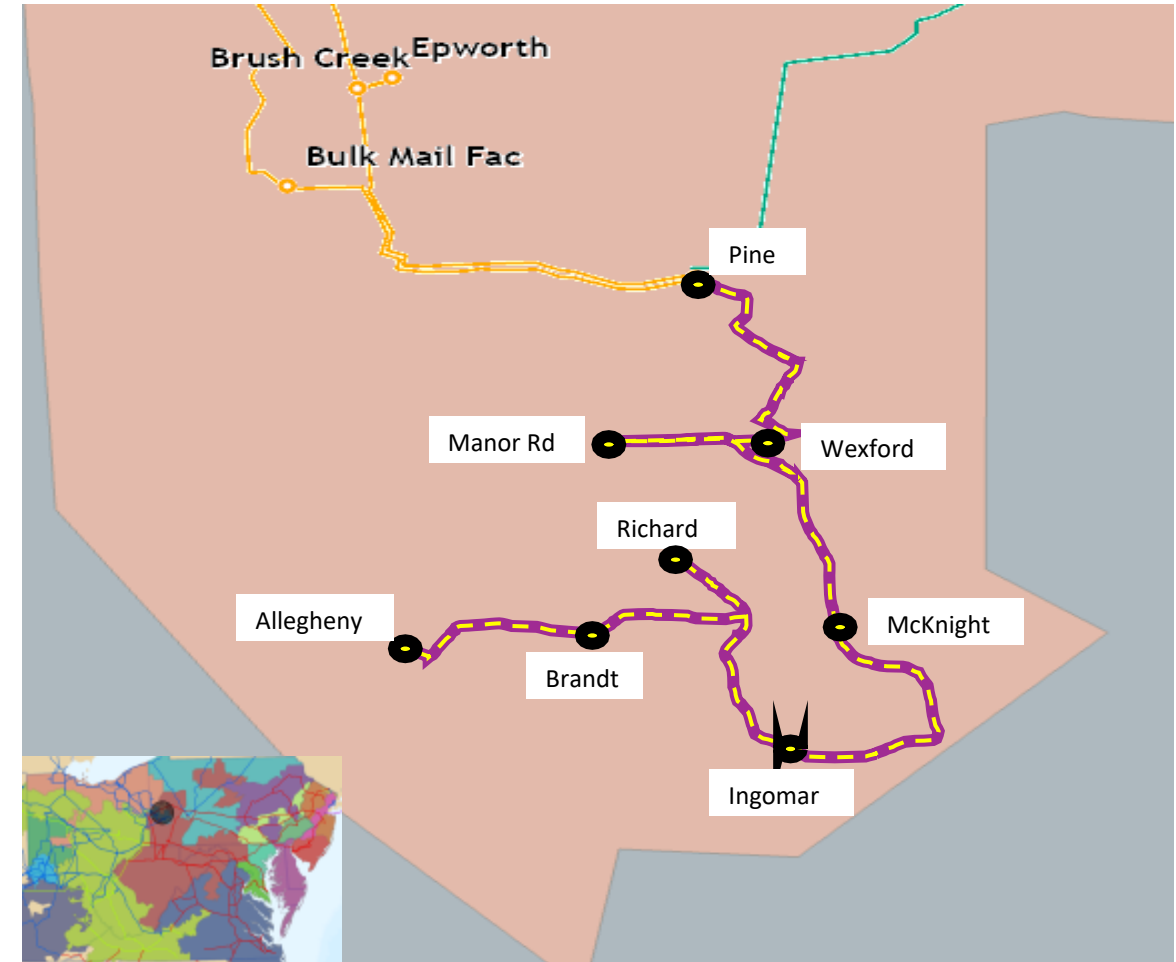 Epworth
Brush Creek
Bulk Mail Fac
Pine
Manor Rd
Wexford
Richard
Allegheny
McKnight
Brandt
Ingomar